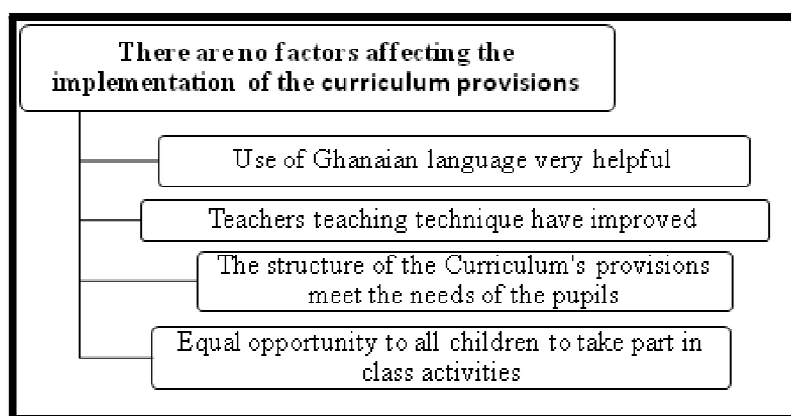 There are no factors affecting the
implementation of the curriculum provisions
Use of Ghanaian language very helpful
Teachers teaching technique have improved
The structure of the Curriculum's provisions
meet the needs of the pupils
Equal opportunity to all children to take part in
class activities